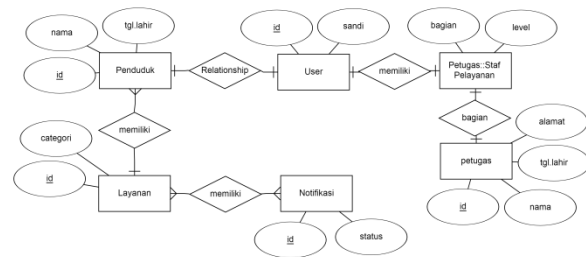 tgl.lahir
nama
id
sandi
bagian
level
id
Penduduk
Relationship
User
memiliki
Petugas::Staf
Pelayanan
memiliki
bagian
alamat
categori
petugas
tgl.lahir
id
Layanan
memiliki
Notifikasi
id
nama
id
status